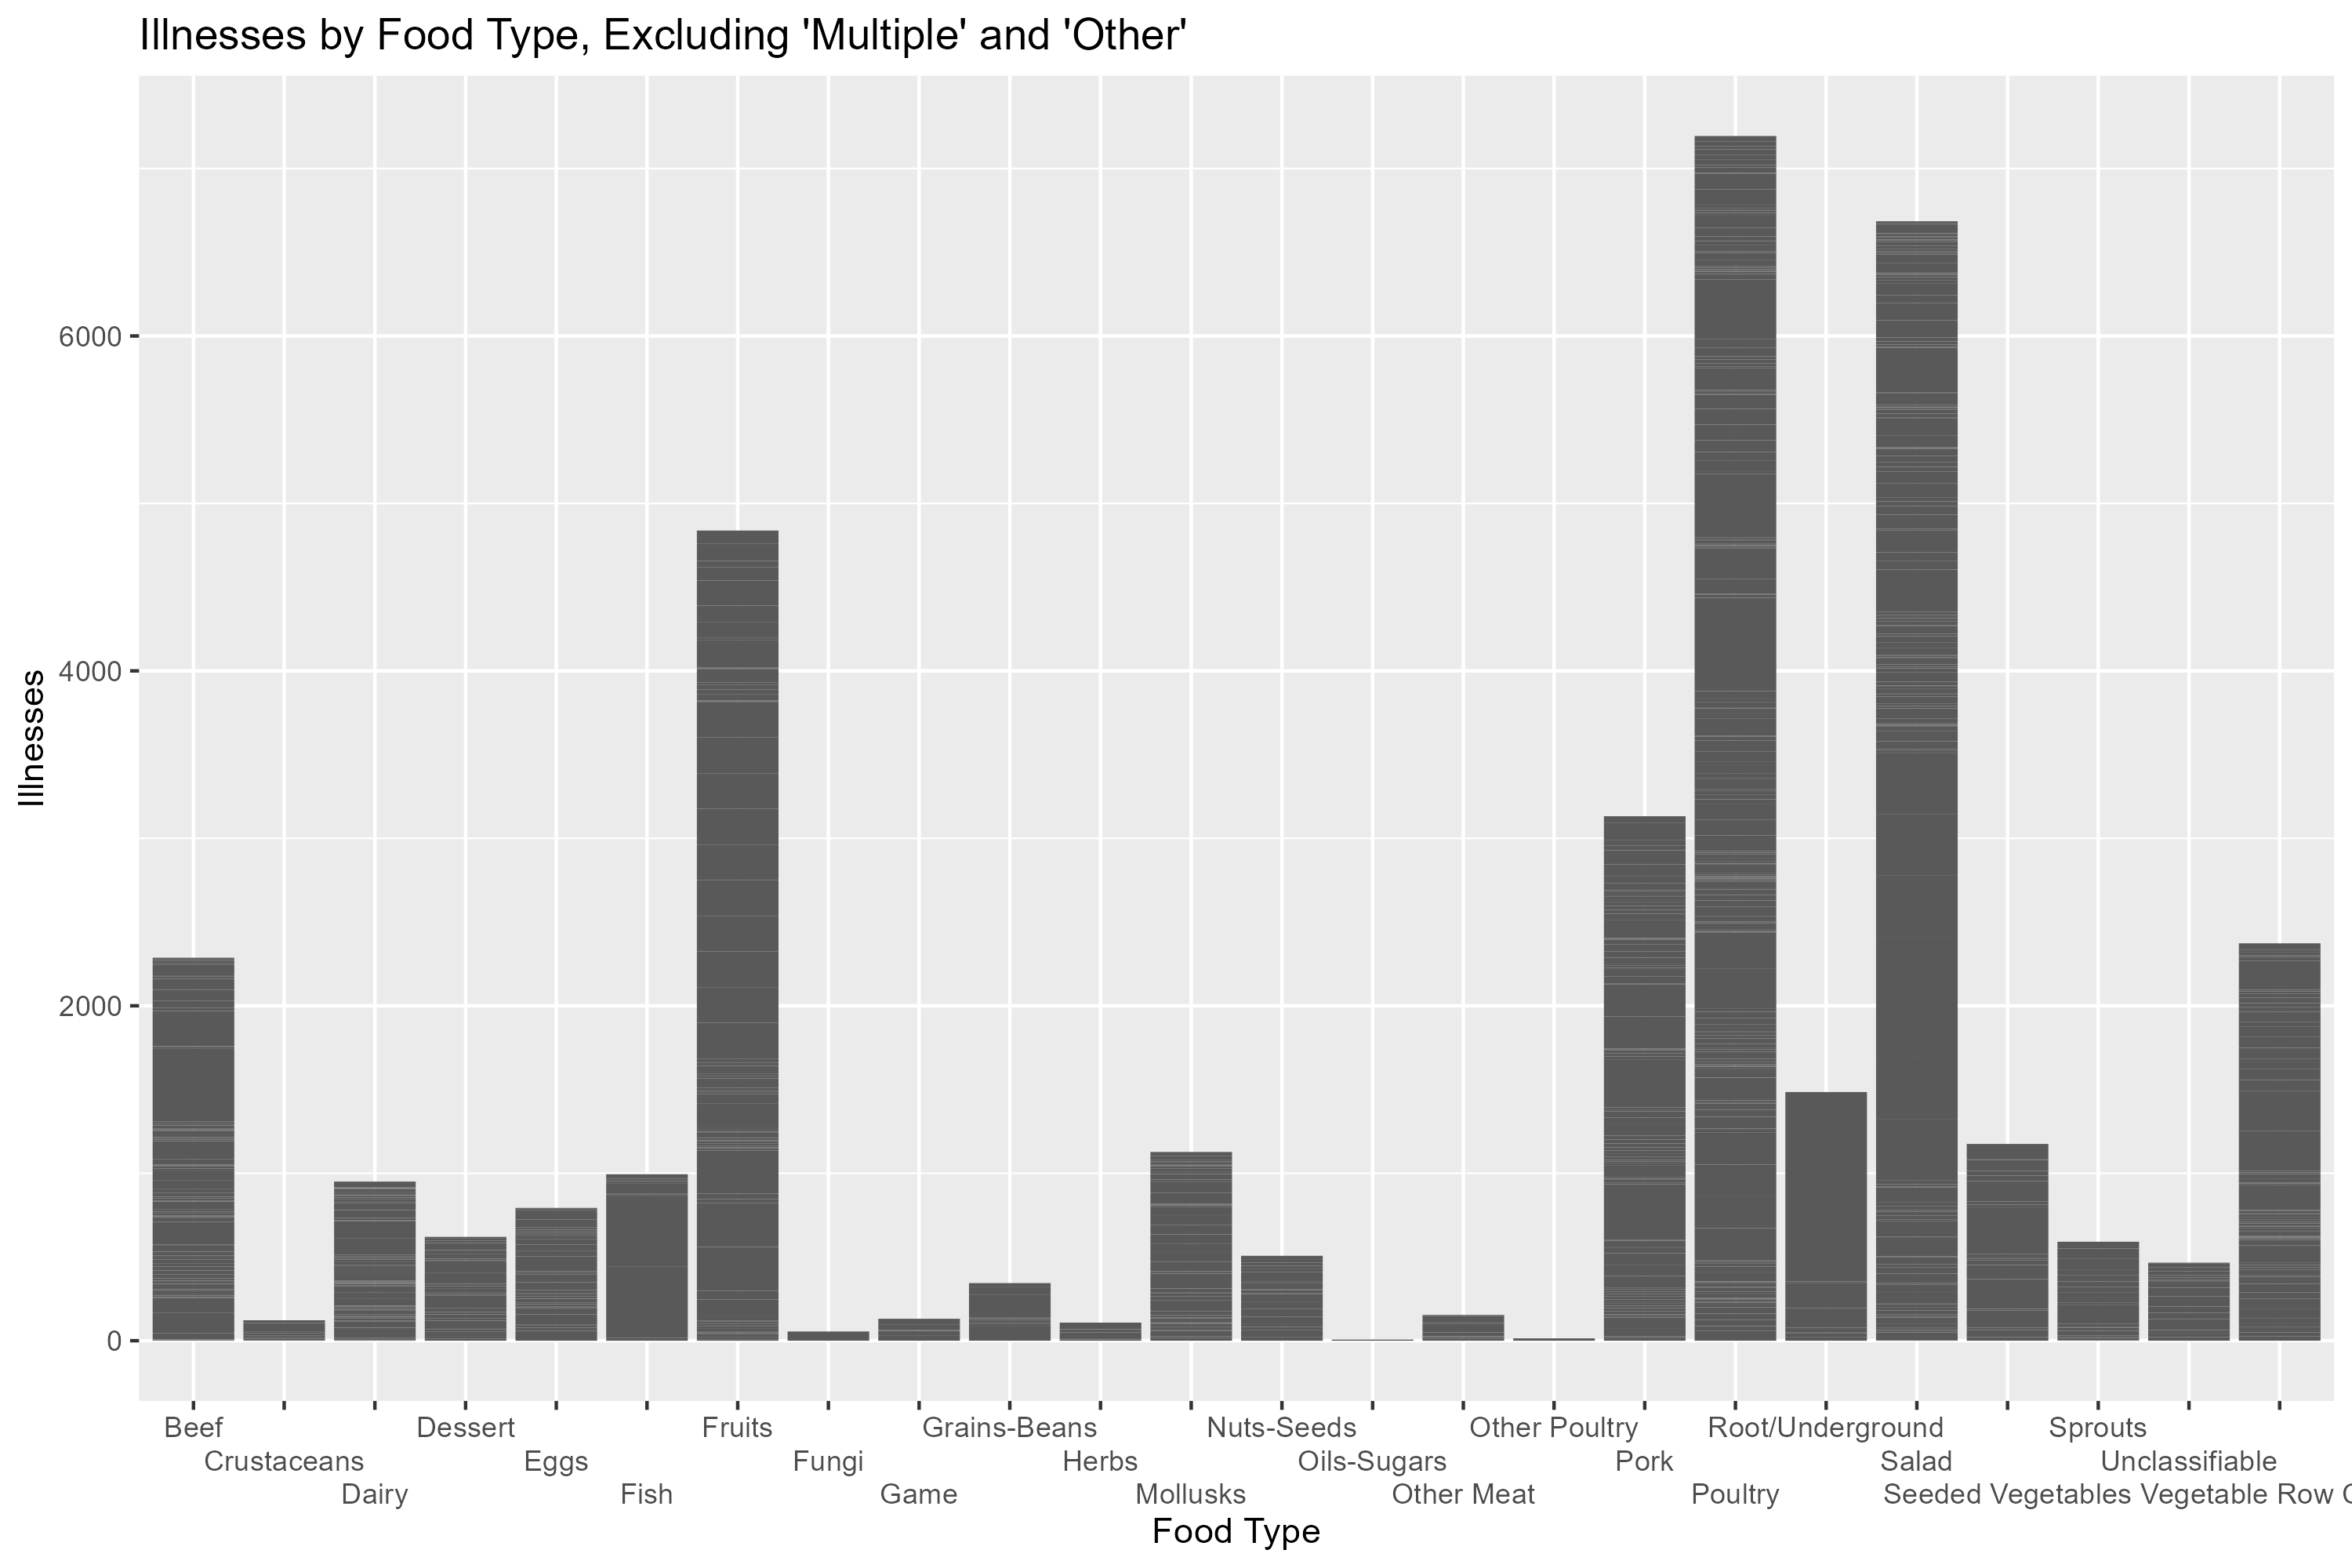 Illnesses by Food Type, Excluding 'Multiple' and 'Other'
Illnesses
6000
4000
2000
0
Beef Dessert Fruits Grains-Beans Nuts-Seeds Other Poultry Root/Underground Sprouts
Crustaceans Eggs Fungi Herbs Oils-Sugars Pork Salad Unclassifiable
Dairy Fish Game Mollusks Other Meat Poultry Seeded Vegetables Vegetable Row
Food Type